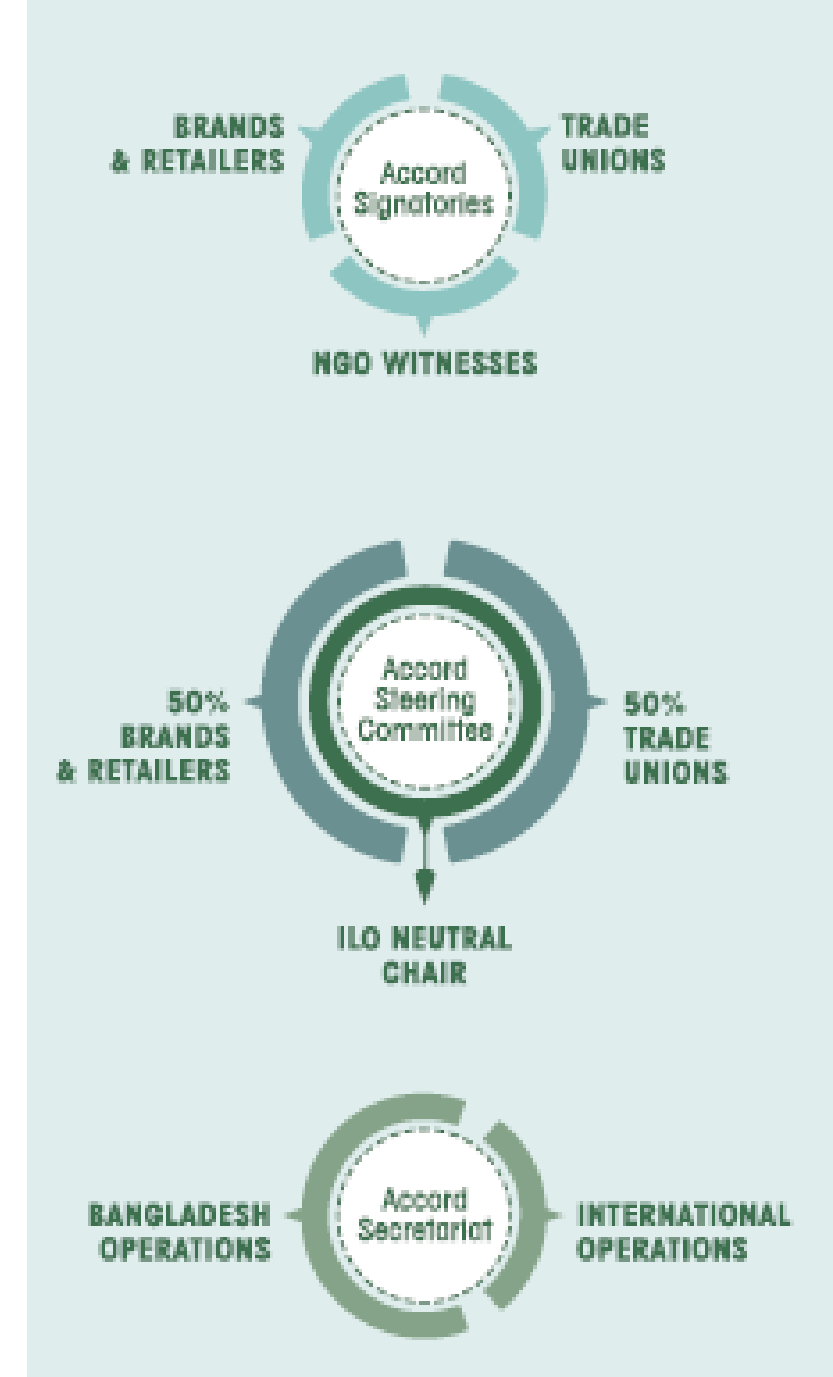 BRANDS
& RETAILERS
TRADE
UNIONS
Accord
Signatories
NGO WITNESSES
50%
BRANDS
& RETAILERS
Accord
Steering
Committee
50%
TRADE
UNIONS
ILO NEUTRAL
CHAIR
BANGLADESH
OPERATIONS
Accord
Secretariat
INTERNATIONAL
OPERATIONS